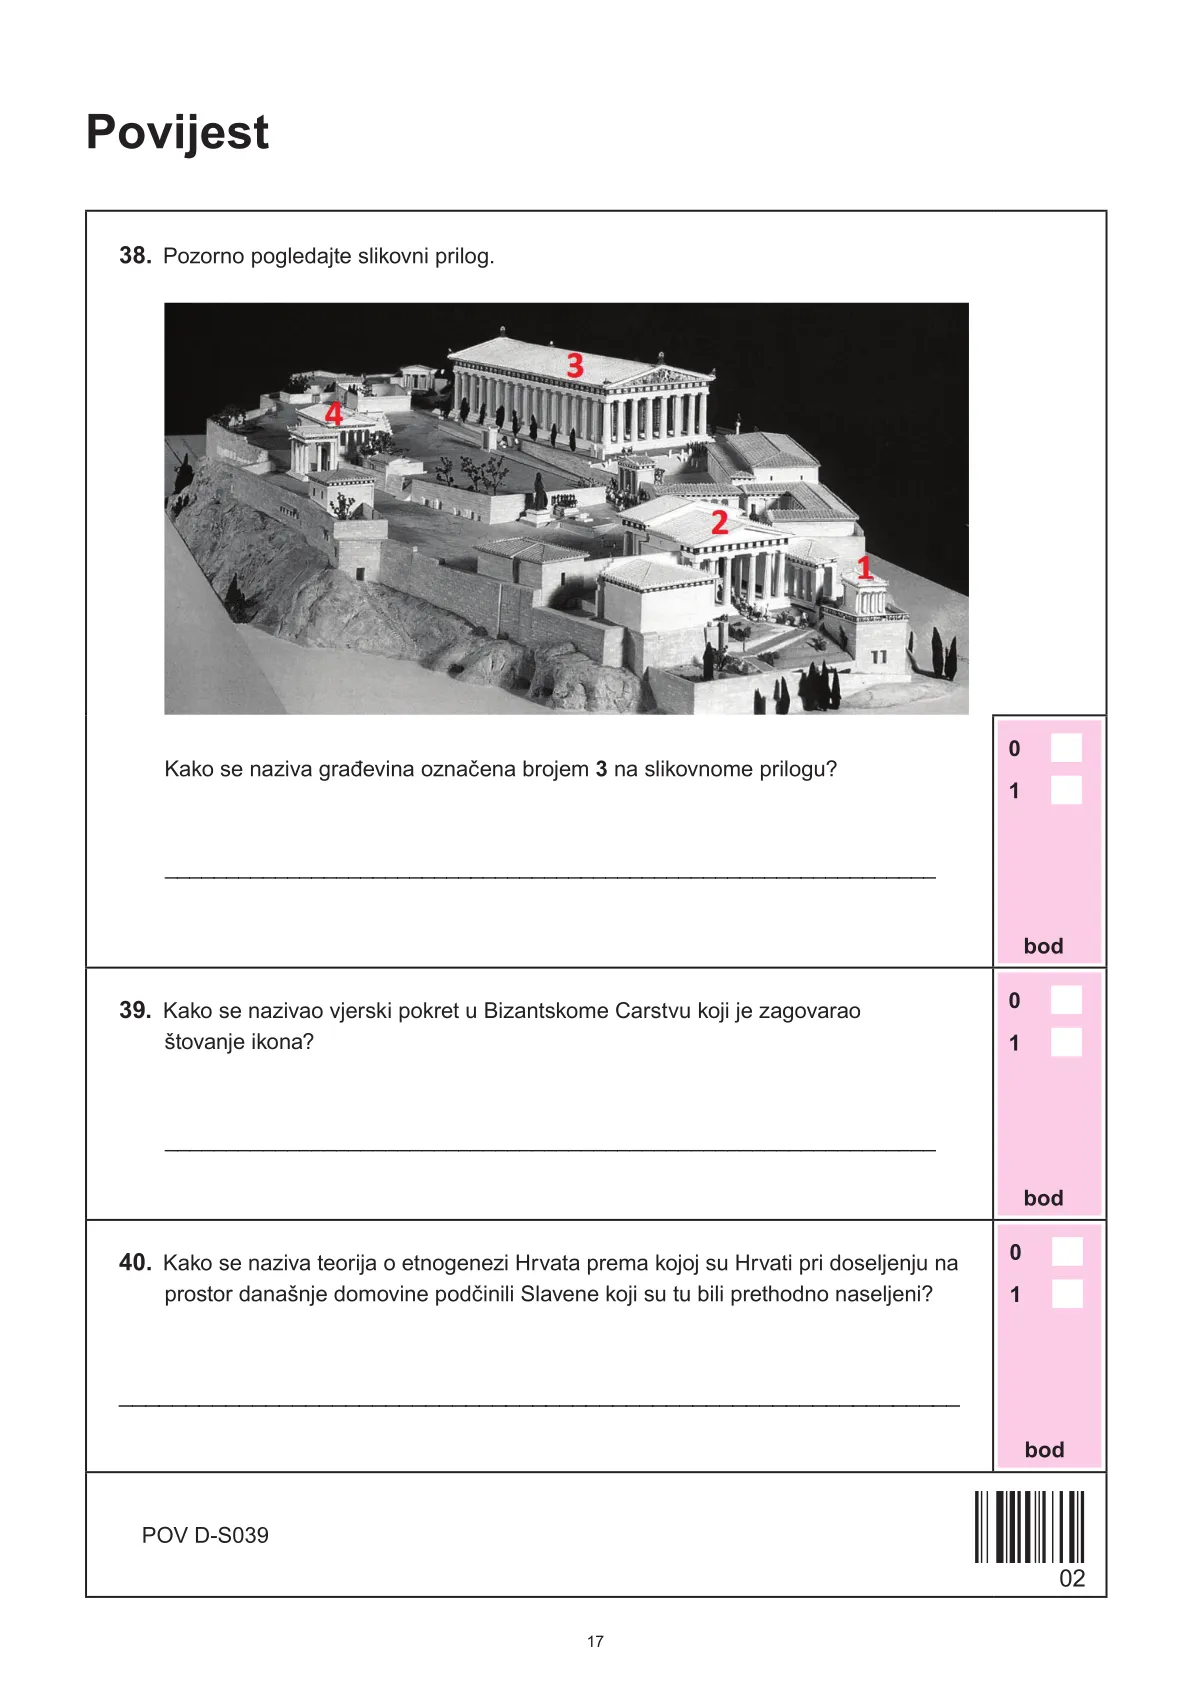 Povijest
38. Pozorno pogledajte slikovni prilog.
3
4
2
1
Kako se naziva građevina označena brojem 3 na slikovnome prilogu?
0
1
bod
39. Kako se nazivao vjerski pokret u Bizantskome Carstvu koji je zagovarao
štovanje ikona?
0
1
bod
40. Kako se naziva teorija o etnogenezi Hrvata prema kojoj su Hrvati pri doseljenju na
prostor današnje domovine podčinili Slavene koji su tu bili prethodno naseljeni?
0
1
bod
POV D-S039
02
17